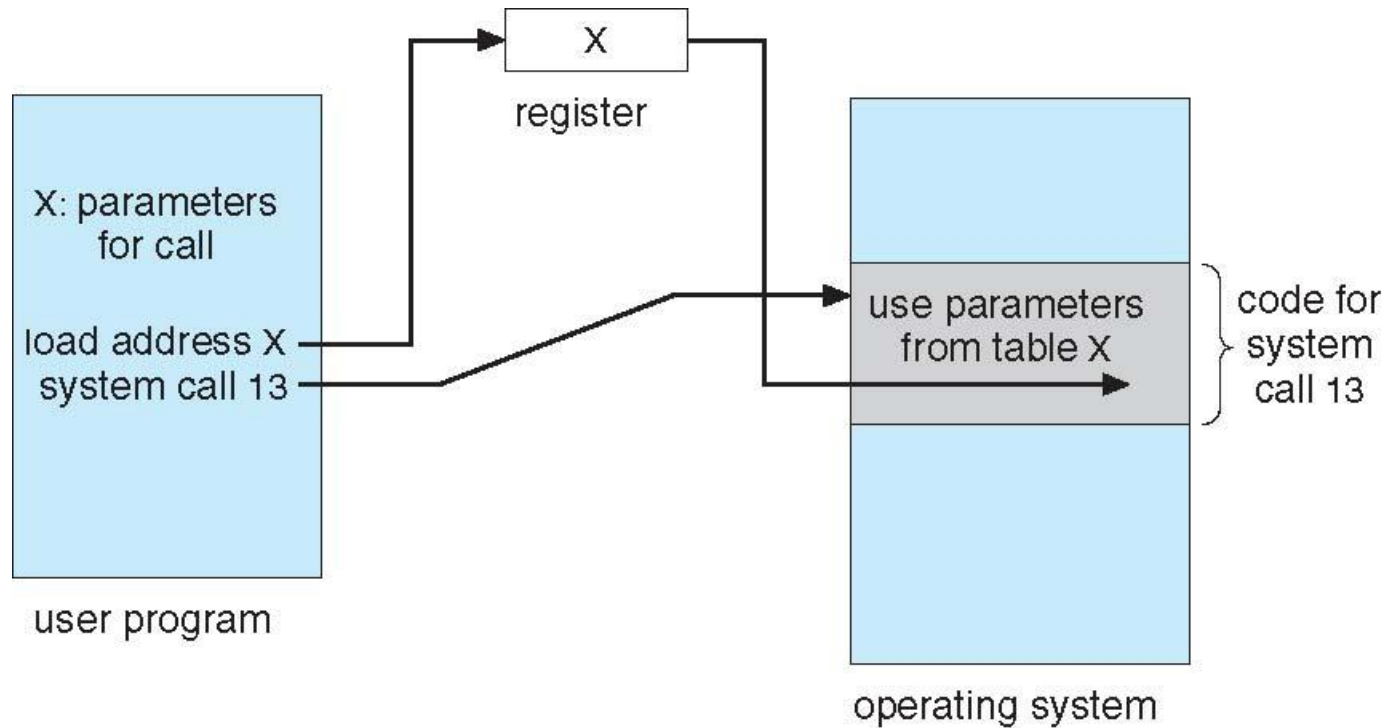 X
register
X: parameters
for call
load address X
system call 13
user program
use parameters
from table X
code for
system
call 13
operating system